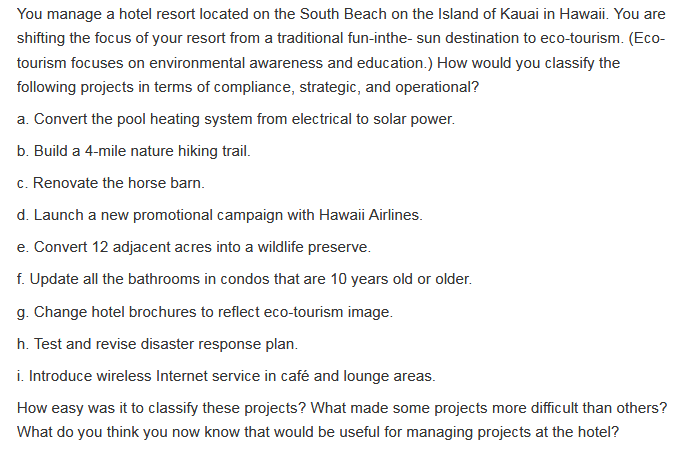 You manage a hotel resort located on the South Beach on the Island of Kauai in Hawaii. You are
shifting the focus of your resort from a traditional fun-inthe- sun destination to eco-tourism. (Eco-
tourism focuses on environmental awareness and education.) How would you classify the
following projects in terms of compliance, strategic, and operational?
a. Convert the pool heating system from electrical to solar power.
b. Build a 4-mile nature hiking trail.
c. Renovate the horse barn.
d. Launch a new promotional campaign with Hawaii Airlines.
e. Convert 12 adjacent acres into a wildlife preserve.
f. Update all the bathrooms in condos that are 10 years old or older.
g. Change hotel brochures to reflect eco-tourism image.
h. Test and revise disaster response plan.
i. Introduce wireless Internet service in café and lounge areas.
How easy was it to classify these projects? What made some projects more difficult than others?
What do you think you now know that would be useful for managing projects at the hotel?